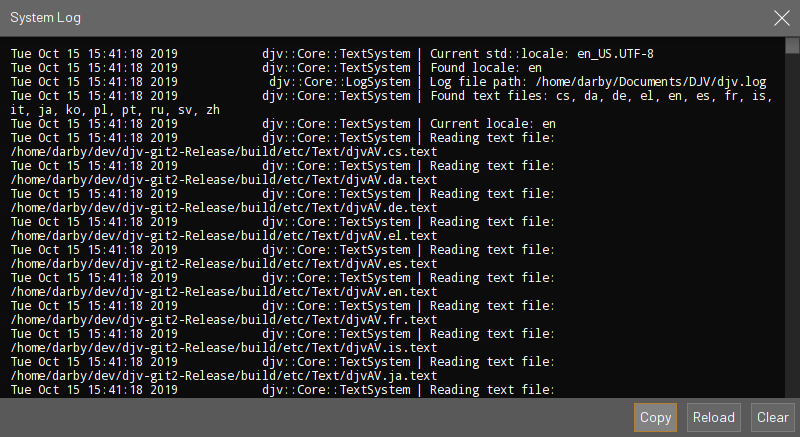 System Log
Tue Oct 15 15:41:18 2019 djv::Core::TextSystem | Current std::locale: en_US.UTF-8
Tue Oct 15 15:41:18 2019 djv::Core::TextSystem | Found locale: en
Tue Oct 15 15:41:18 2019 djv::Core::LogSystem | Log file path: /home/darby/Documents/DJV/djv.log
Tue Oct 15 15:41:18 2019 djv::Core::TextSystem | Found text files: cs, da, de, el, en, es, fr, is,
it, ja, ko, pl, pt, ru, sv, zh
Tue Oct 15 15:41:18 2019 djv::Core::TextSystem | Current locale: en
Tue Oct 15 15:41:18 2019 djv::Core::TextSystem | Reading text file:
/home/darby/dev/djv-git2-Release/build/etc/Text/djvAV.cs.text
Tue Oct 15 15:41:18 2019 djv::Core::TextSystem | Reading text file:
/home/darby/dev/djv-git2-Release/build/etc/Text/djvAV.da.text
Tue Oct 15 15:41:18 2019 djv::Core::TextSystem | Reading text file:
/home/darby/dev/djv-git2-Release/build/etc/Text/djvAV.de.text
Tue Oct 15 15:41:18 2019 djv::Core::TextSystem | Reading text file:
/home/darby/dev/djv-git2-Release/build/etc/Text/djvAV.el.text
Tue Oct 15 15:41:18 2019 djv::Core::TextSystem | Reading text file:
/home/darby/dev/djv-git2-Release/build/etc/Text/djvAV.es.text
Tue Oct 15 15:41:18 2019 djv::Core::TextSystem | Reading text file:
/home/darby/dev/djv-git2-Release/build/etc/Text/djvAV.en.text
Tue Oct 15 15:41:18 2019 djv::Core::TextSystem | Reading text file:
/home/darby/dev/djv-git2-Release/build/etc/Text/djvAV.fr.text
Tue Oct 15 15:41:18 2019 djv::Core::TextSystem | Reading text file:
/home/darby/dev/djv-git2-Release/build/etc/Text/djvAV.is.text
Tue Oct 15 15:41:18 2019 djv::Core::TextSystem | Reading text file:
/home/darby/dev/djv-git2-Release/build/etc/Text/djvAV.ja.text
Tue Oct 15 15:41:18 2019 djv::Core::TextSystem | Reading text file:
Copy Reload Clear